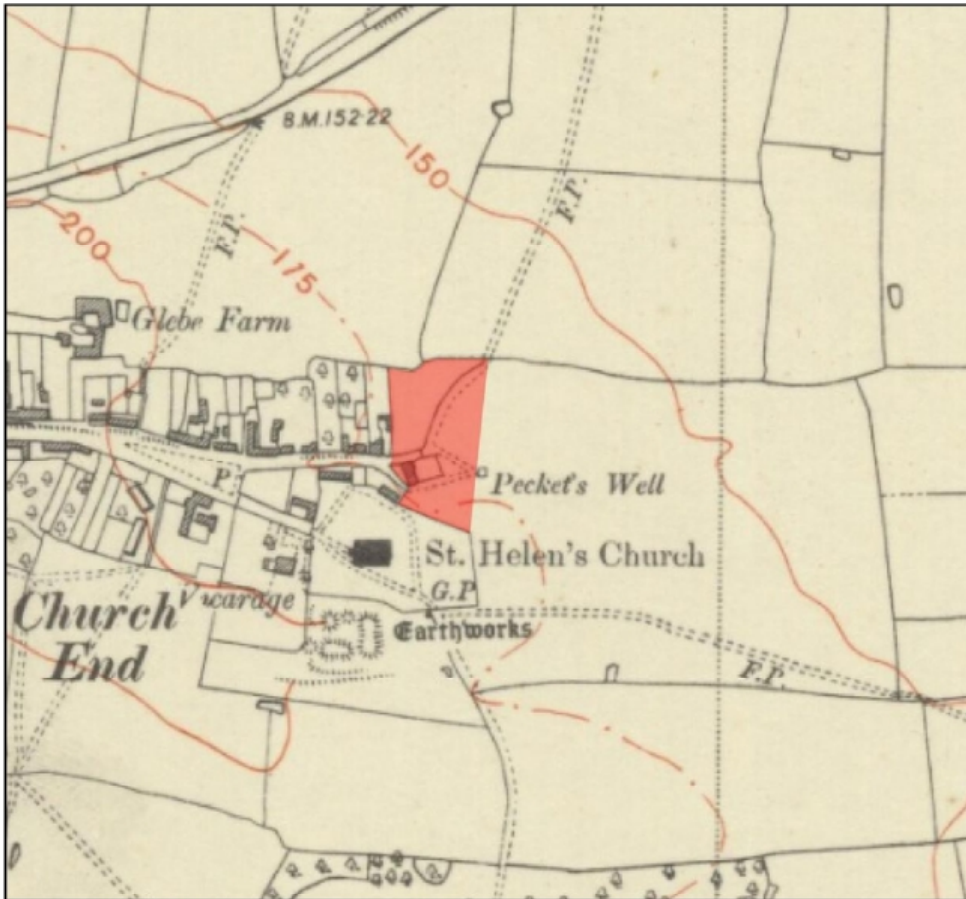 B.M.152·22
150
F.P.
F.P.
200
175
Glebe Farm
P
Pecket's Well
St. Helen's Church
Vicarage
G.P
Church
End
Earthworks
F.P.